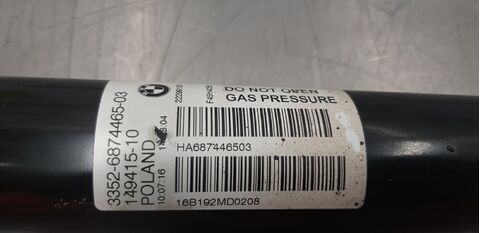 DO NOT OPEN
GAS PRESSURE
HA687446503
16B192MD0208
3352-6874465-03
149415-10
POLAND
10:07:16